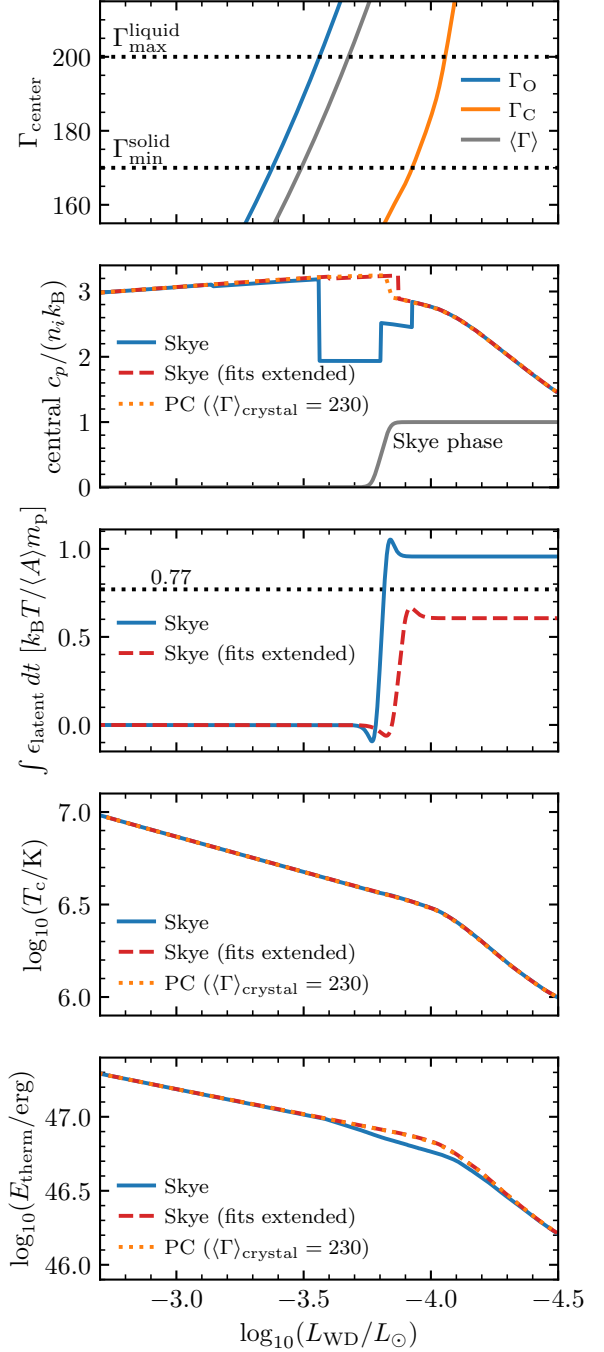 Γ_max^liquid
200
Γ_O
Γ_C
⟨Γ⟩
180
Γ_min^solid
160
Γ_center
3
2
1
0
Skye
Skye (fits extended)
PC (⟨Γ⟩_crystal = 230)
Skye phase
central c_p/(n_i k_B)
1.0
0.77
0.5
0.0
Skye
Skye (fits extended)
∫ ϵ_latent dt [k_B T/⟨A⟩m_p]
7.0
6.5
6.0
Skye
Skye (fits extended)
PC (⟨Γ⟩_crystal = 230)
log_10(T_c/K)
47.0
46.5
46.0
Skye
Skye (fits extended)
PC (⟨Γ⟩_crystal = 230)
log_10(E_therm/erg)
−3.0 −3.5 −4.0 −4.5
log_10(L_WD/L_⊙)